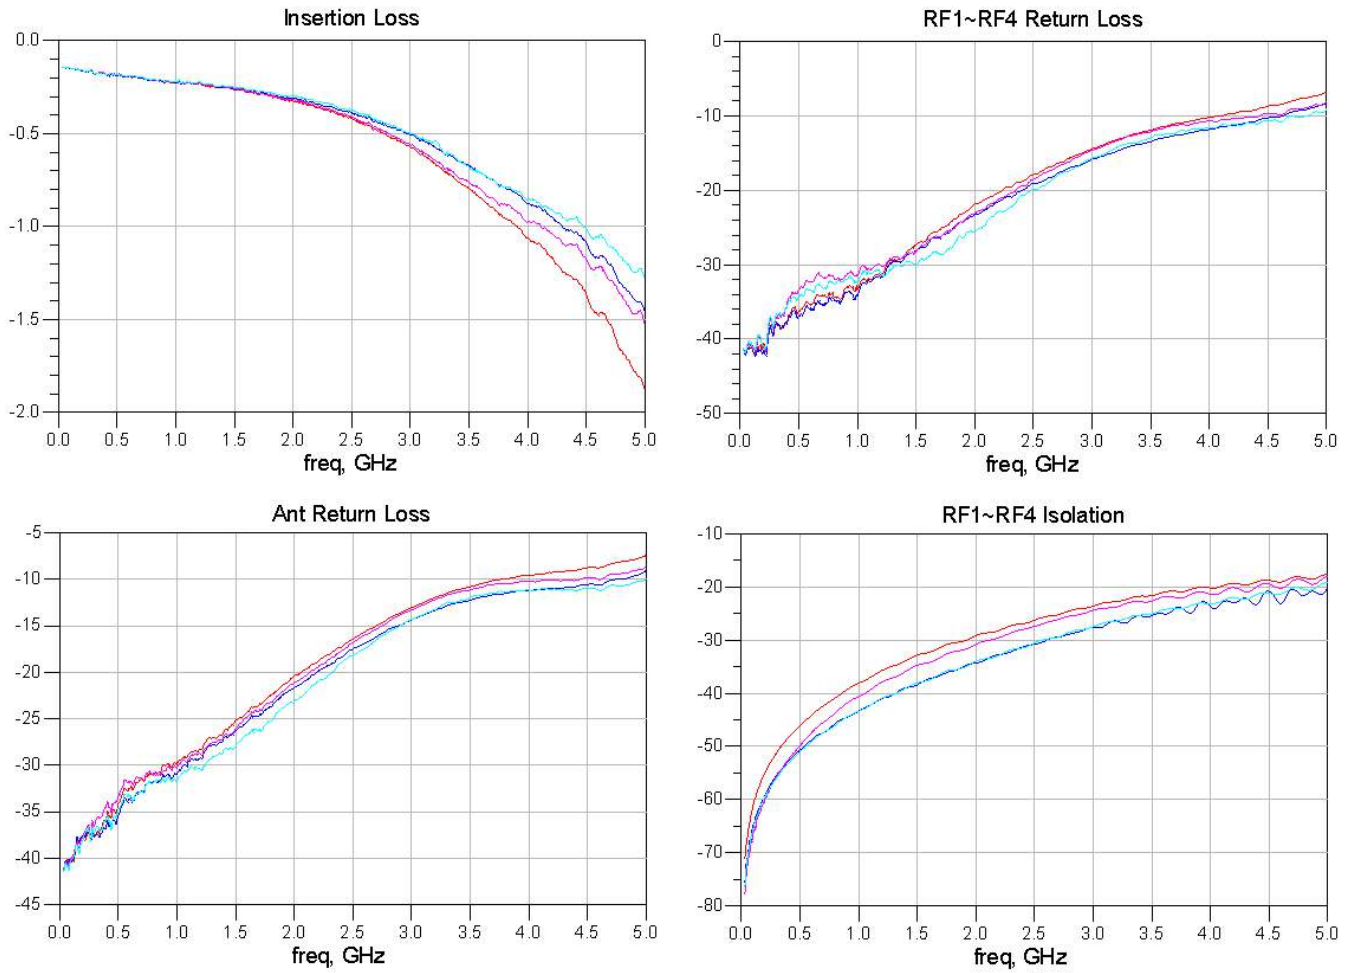 Insertion Loss
0.0
-0.5
-1.0
-1.5
-2.0
0.0 0.5 1.0 1.5 2.0 2.5 3.0 3.5 4.0 4.5 5.0
freq, GHz
RF1~RF4 Return Loss
0
-10
-20
-30
-40
-50
0.0 0.5 1.0 1.5 2.0 2.5 3.0 3.5 4.0 4.5 5.0
freq, GHz
Ant Return Loss
-5
-10
-15
-20
-25
-30
-35
-40
-45
0.0 0.5 1.0 1.5 2.0 2.5 3.0 3.5 4.0 4.5 5.0
freq, GHz
RF1~RF4 Isolation
-10
-20
-30
-40
-50
-60
-70
-80
0.0 0.5 1.0 1.5 2.0 2.5 3.0 3.5 4.0 4.5 5.0
freq, GHz